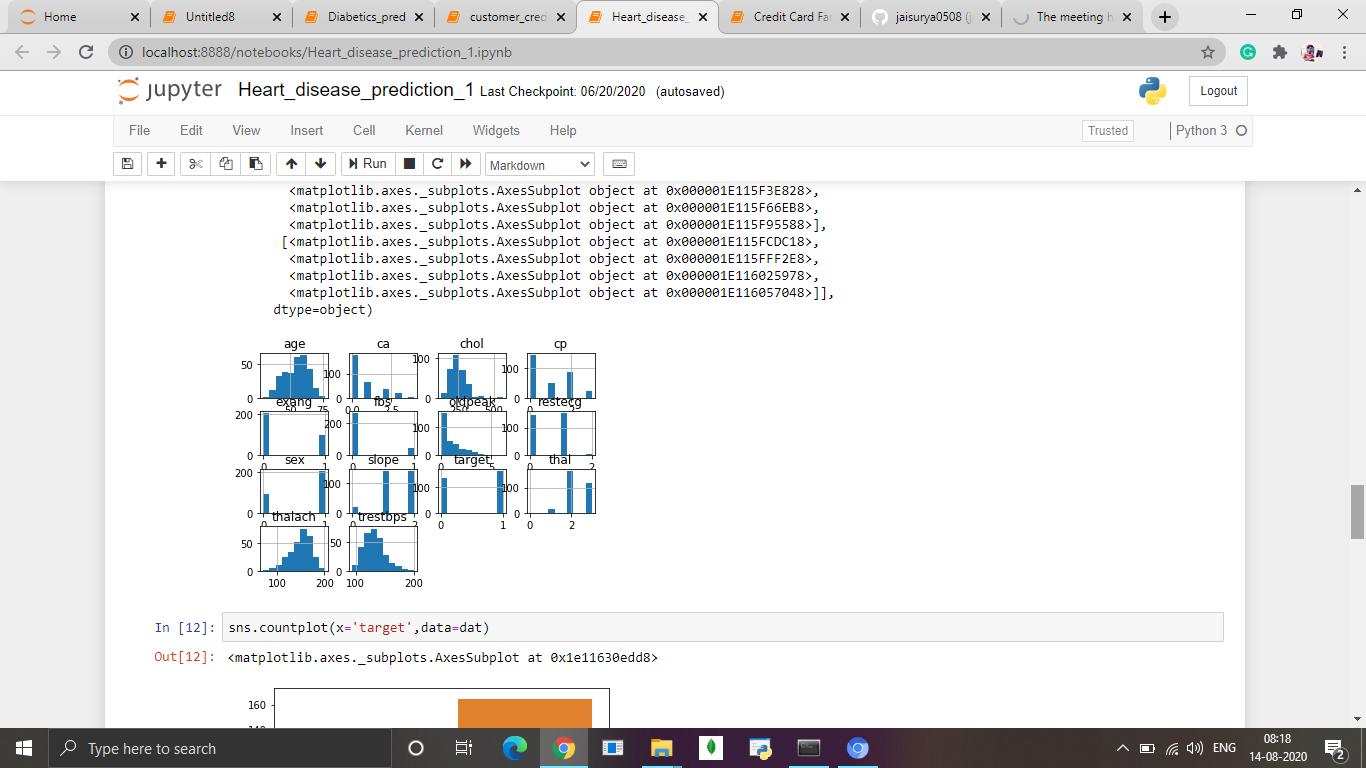 Home
Untitled8
Diabetics_pred
customer_cred
Heart_disease_
Credit Card Fa
jaisurya0508 (j
The meeting h
localhost:8888/notebooks/Heart_disease_prediction_1.ipynb
jupyter Heart_disease_prediction_1 Last Checkpoint: 06/20/2020 (autosaved)
Logout
File Edit View Insert Cell Kernel Widgets Help
Trusted Python 3
Run Markdown
<matplotlib.axes._subplots.AxesSubplot object at 0x000001E115F3E828>,
<matplotlib.axes._subplots.AxesSubplot object at 0x000001E115F66EB8>,
<matplotlib.axes._subplots.AxesSubplot object at 0x000001E115F95588>],
[<matplotlib.axes._subplots.AxesSubplot object at 0x000001E115FCDC18>,
<matplotlib.axes._subplots.AxesSubplot object at 0x000001E115FFF2E8>,
<matplotlib.axes._subplots.AxesSubplot object at 0x000001E116025978>,
<matplotlib.axes._subplots.AxesSubplot object at 0x000001E116057048>]],
dtype=object)
age ca chol cp
50 100 100 100
0 0 0 0
50 75 0.0 2.5 250 500 2
exang fbs oldpeak restecg
200 200 100 100
0 0 0 0
0 1 0 1 0 5 0 2
sex slope target thal
200 100 100 100
0 0 0 0
0 1 0 2 0 1 0 2
thalach trestbps
50 50
0 0
100 200 100 200
In [12]: sns.countplot(x='target',data=dat)
Out[12]: <matplotlib.axes._subplots.AxesSubplot at 0x1e11630edd8>
160
Type here to search
ENG
08:18
14-08-2020
2